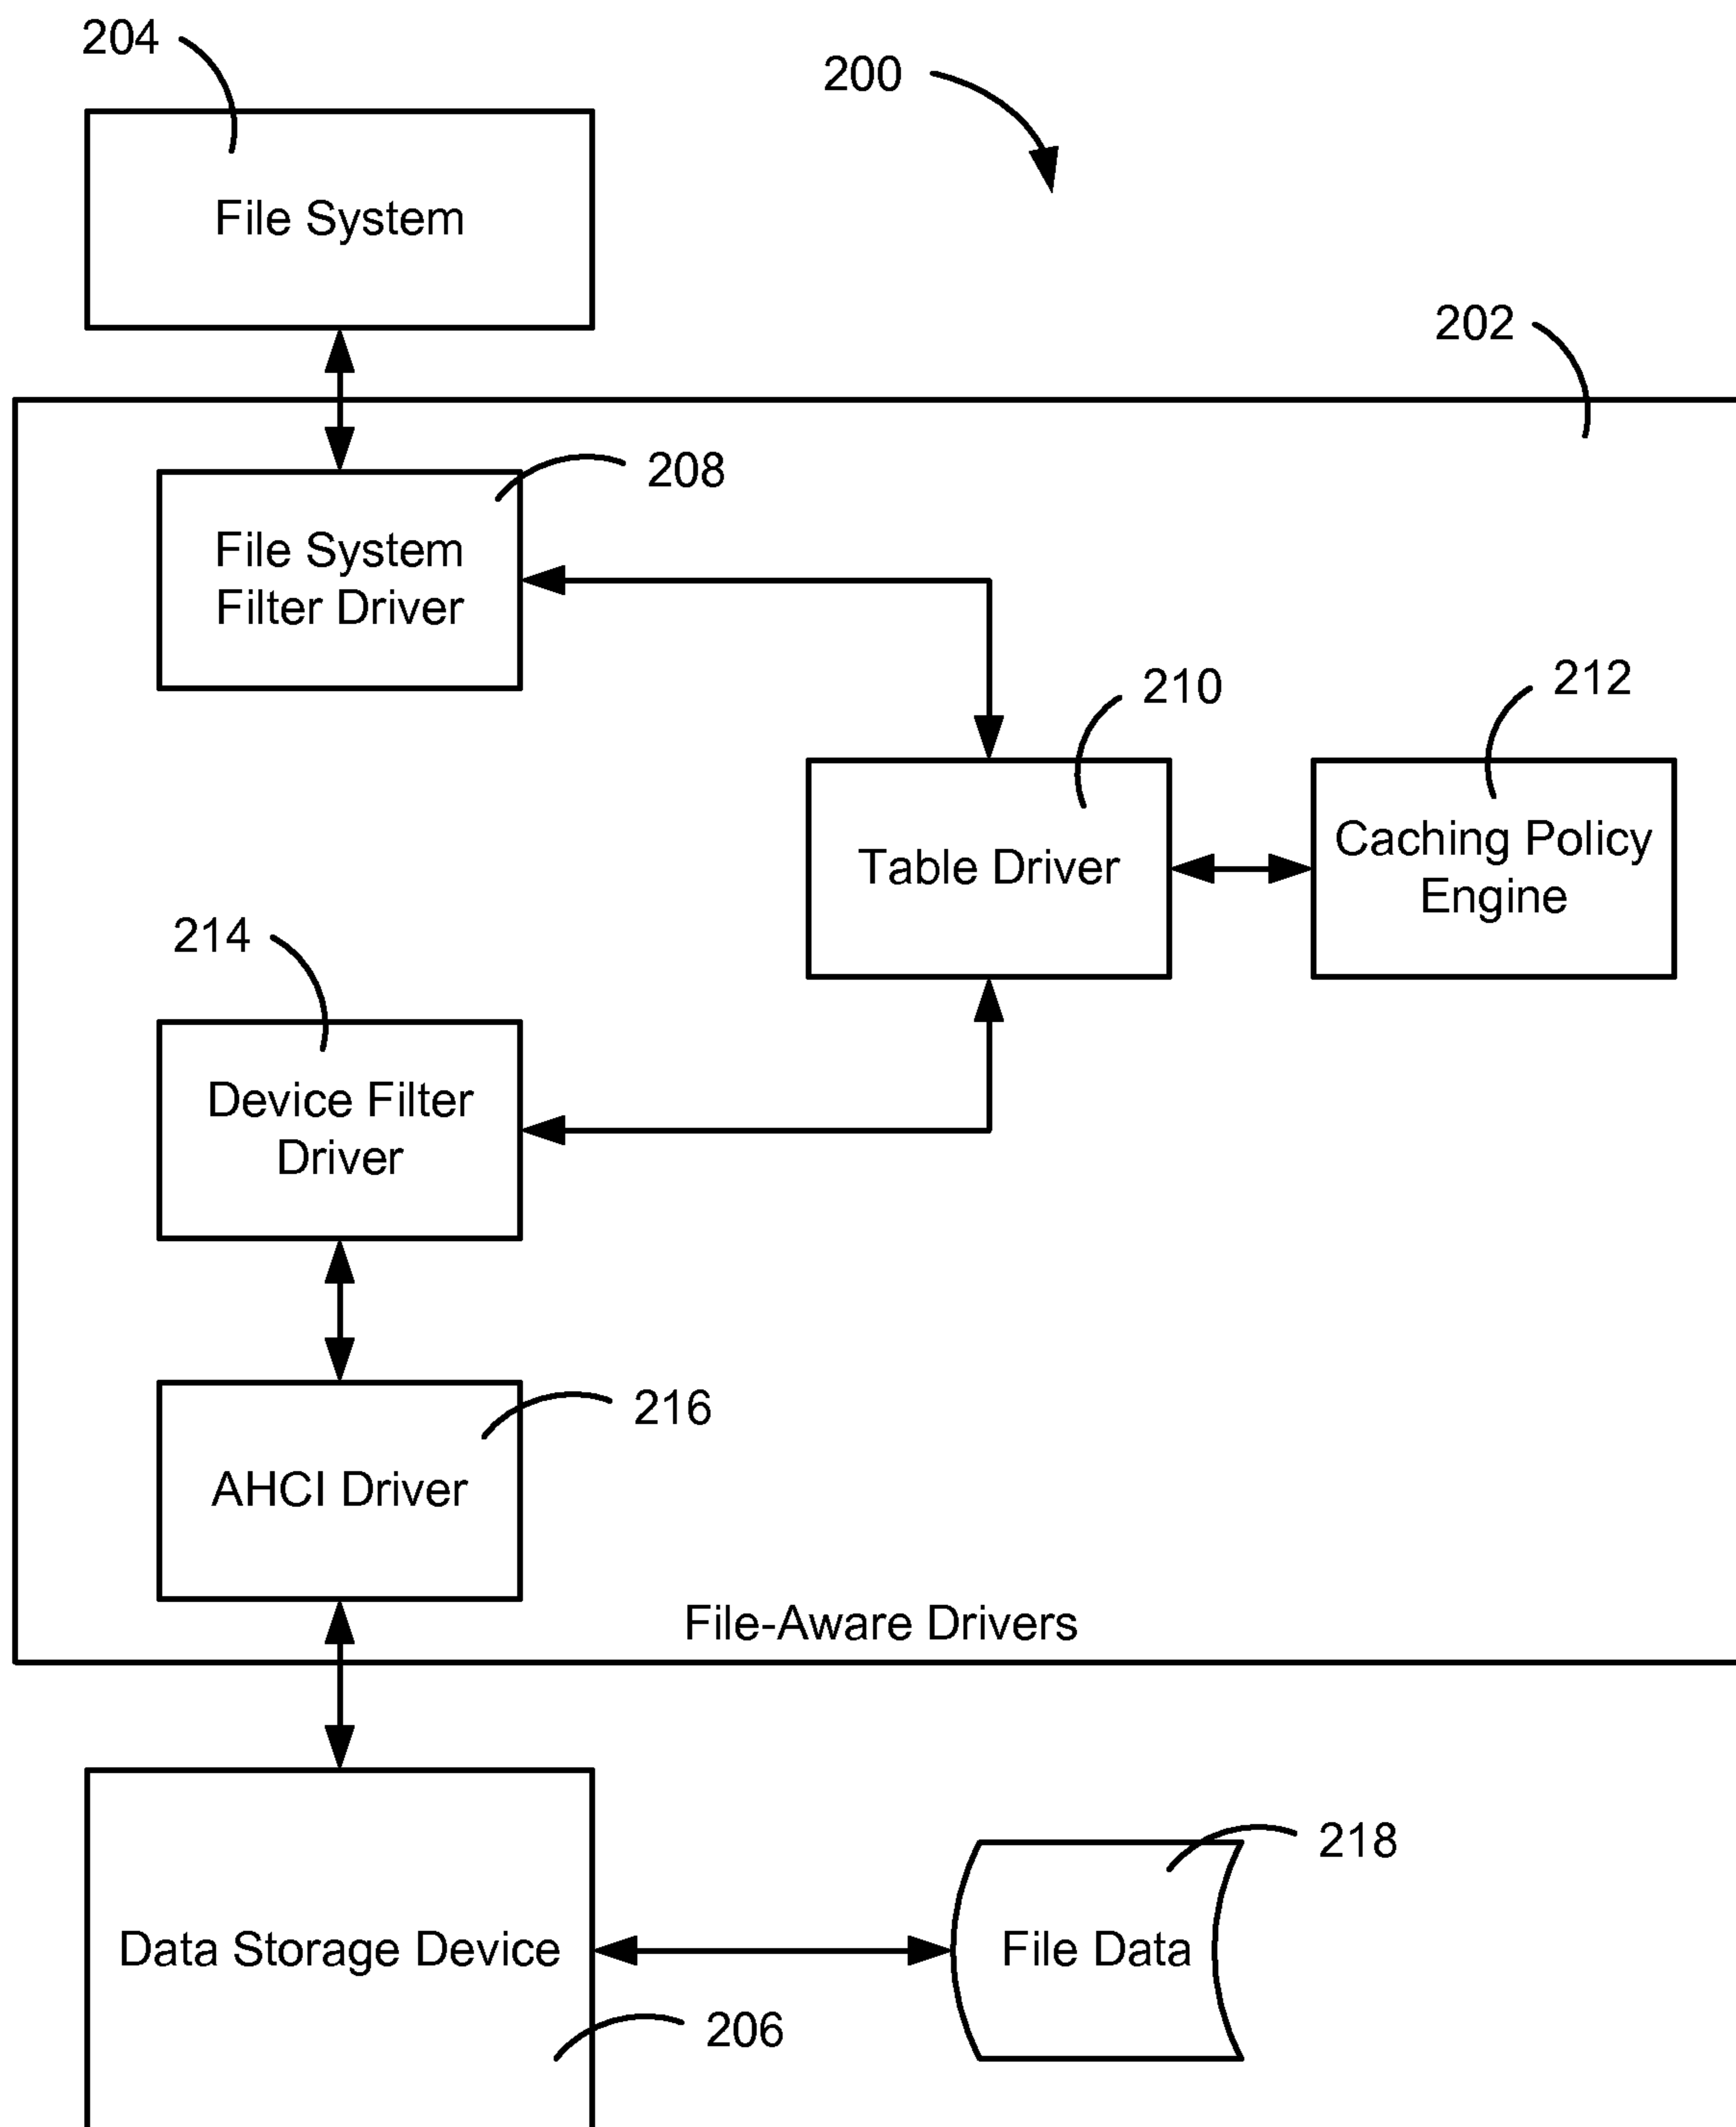 204
200
File System
202
208
File System
Filter Driver
210
212
Table Driver
Caching Policy
Engine
214
Device Filter
Driver
216
AHCI Driver
File-Aware Drivers
218
Data Storage Device
File Data
206